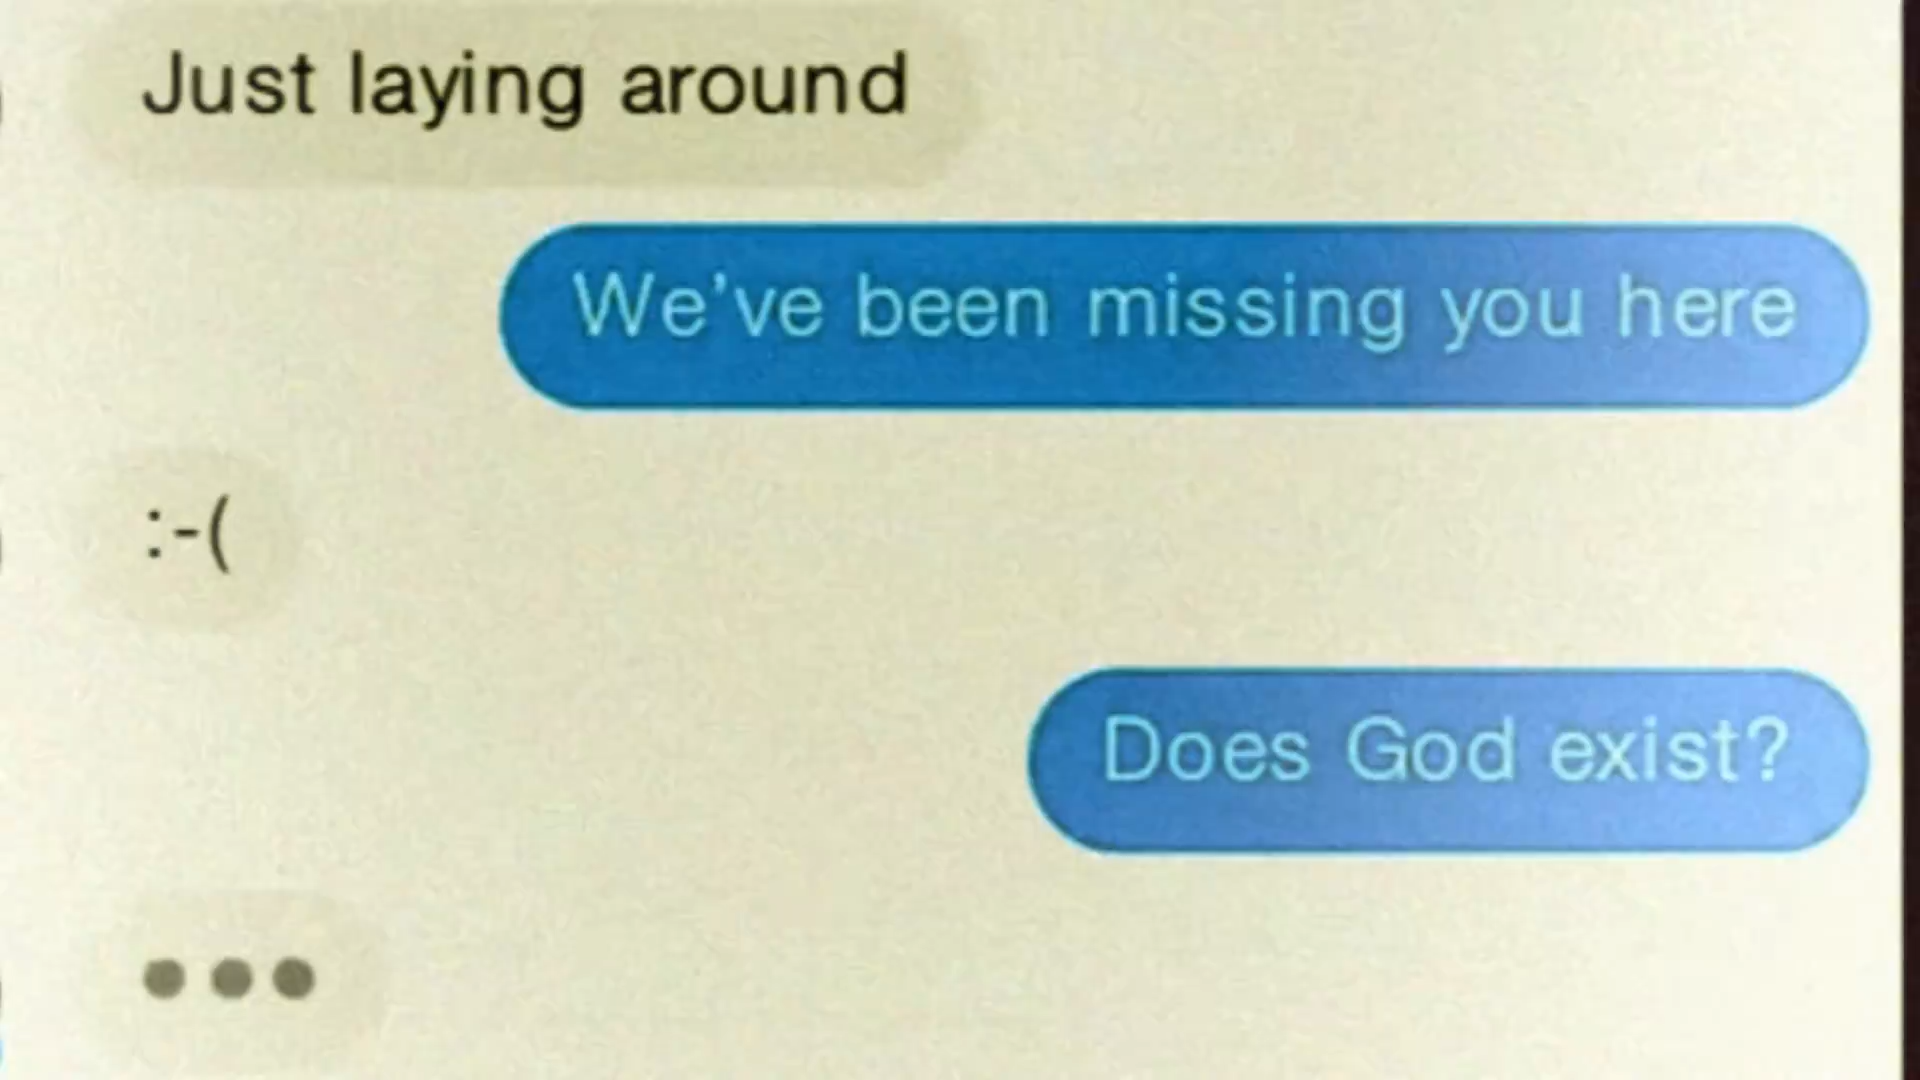 Just laying around
We’ve been missing you here
:-(
Does God exist?